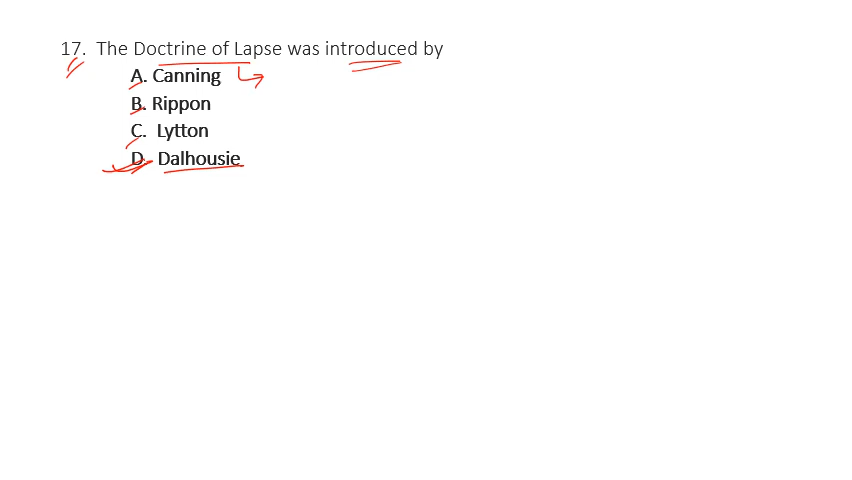 17. The Doctrine of Lapse was introduced by
A. Canning
B. Rippon
C. Lytton
D. Dalhousie